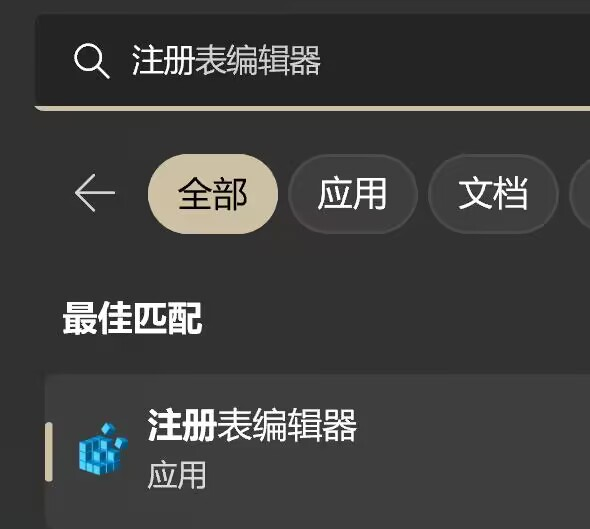 注册表编辑器
全部 应用 文档
最佳匹配
注册表编辑器
应用